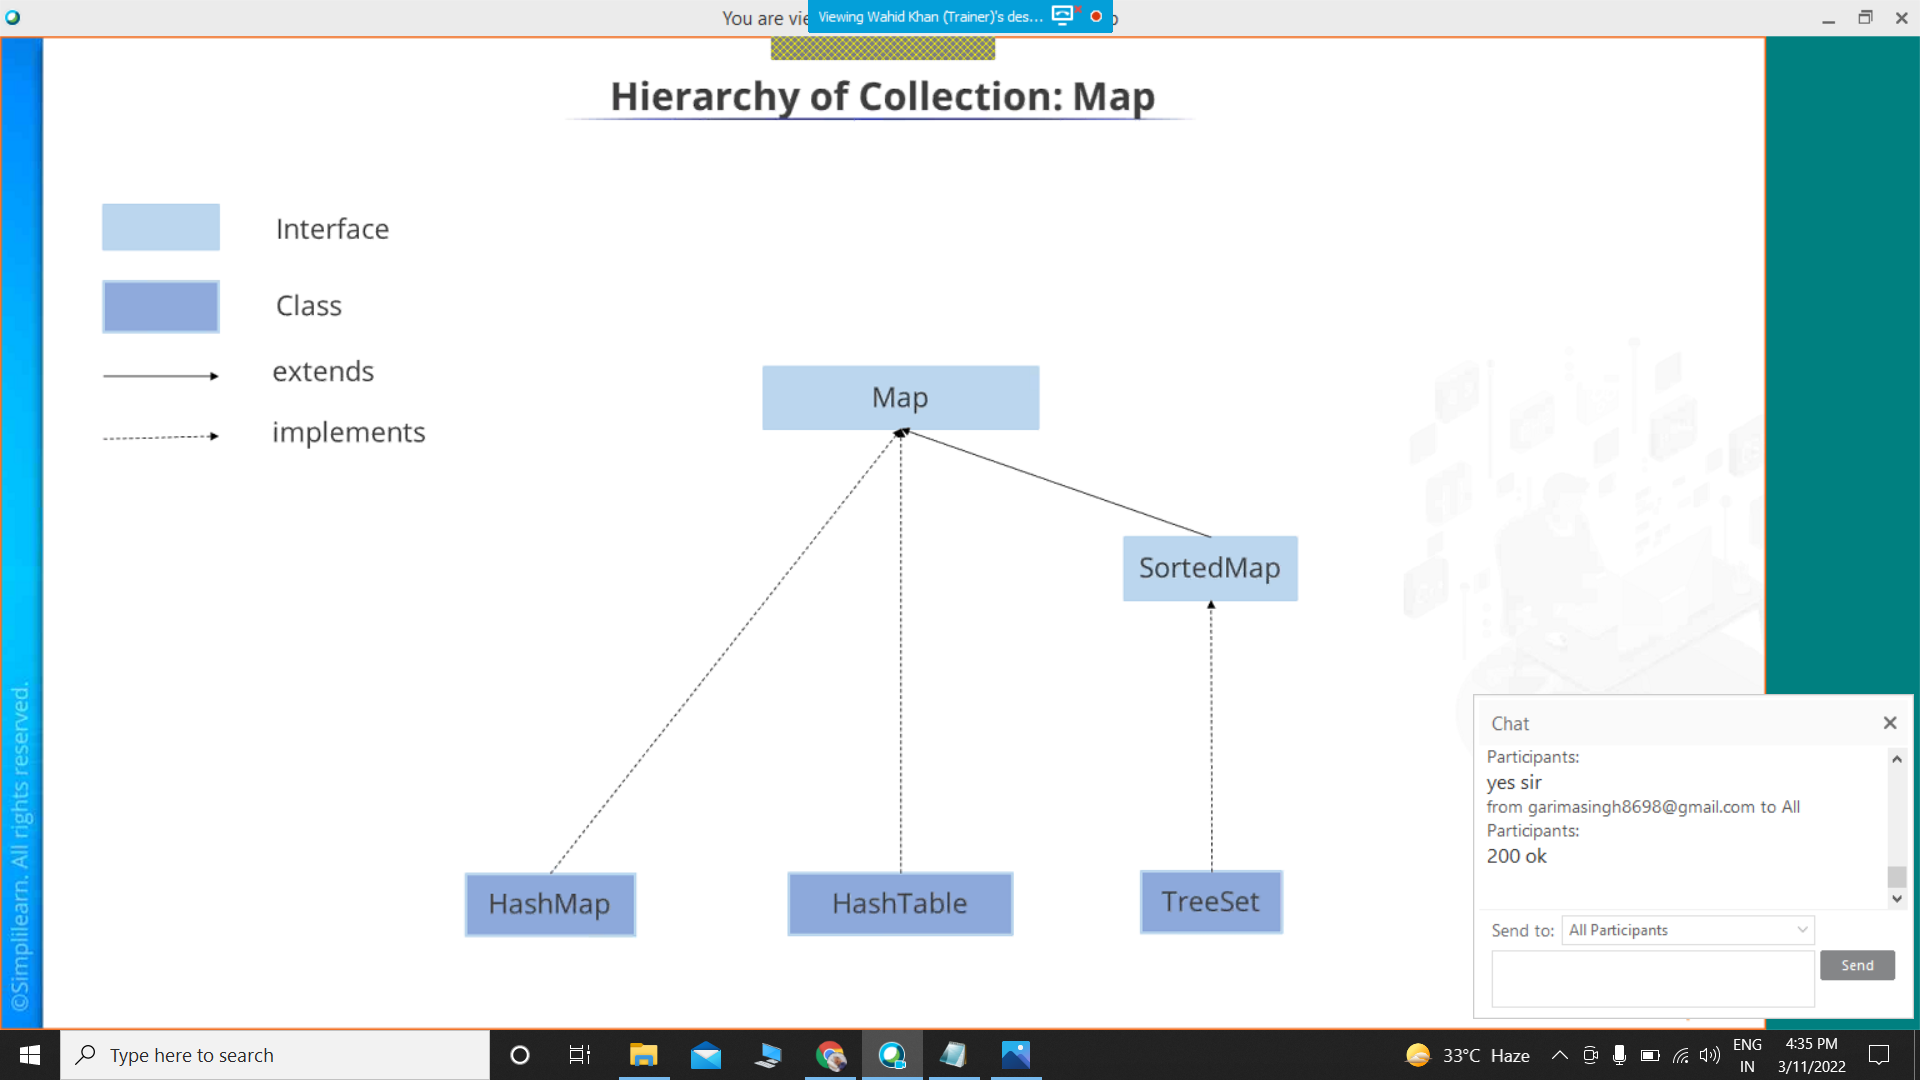 You are vie
Viewing Wahid Khan (Trainer)'s des...
Hierarchy of Collection: Map
Interface
Class
extends
implements
Map
SortedMap
HashMap
HashTable
TreeSet
©Simplilearn. All rights reserved.
Chat
Participants:
yes sir
from garimasingh8698@gmail.com to All
Participants:
200 ok
Send to:
All Participants
Send
Type here to search
33°C Haze
ENG
IN
4:35 PM
3/11/2022